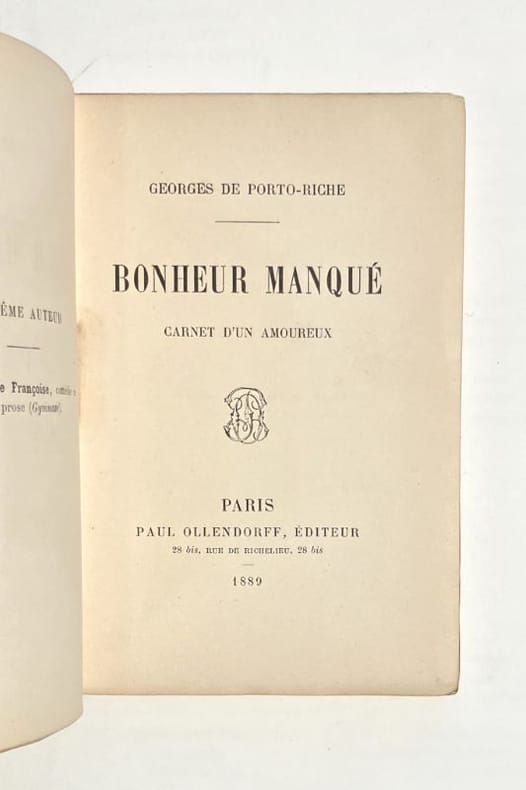 ÊME AUTEUR
e Françoise, comédie e
prose (Gymnase).
GEORGES DE PORTO-RICHE
BONHEUR MANQUÉ
CARNET D'UN AMOUREUX
PARIS
PAUL OLLENDORFF, ÉDITEUR
28 bis, RUE DE RICHELIEU, 28 bis
1889